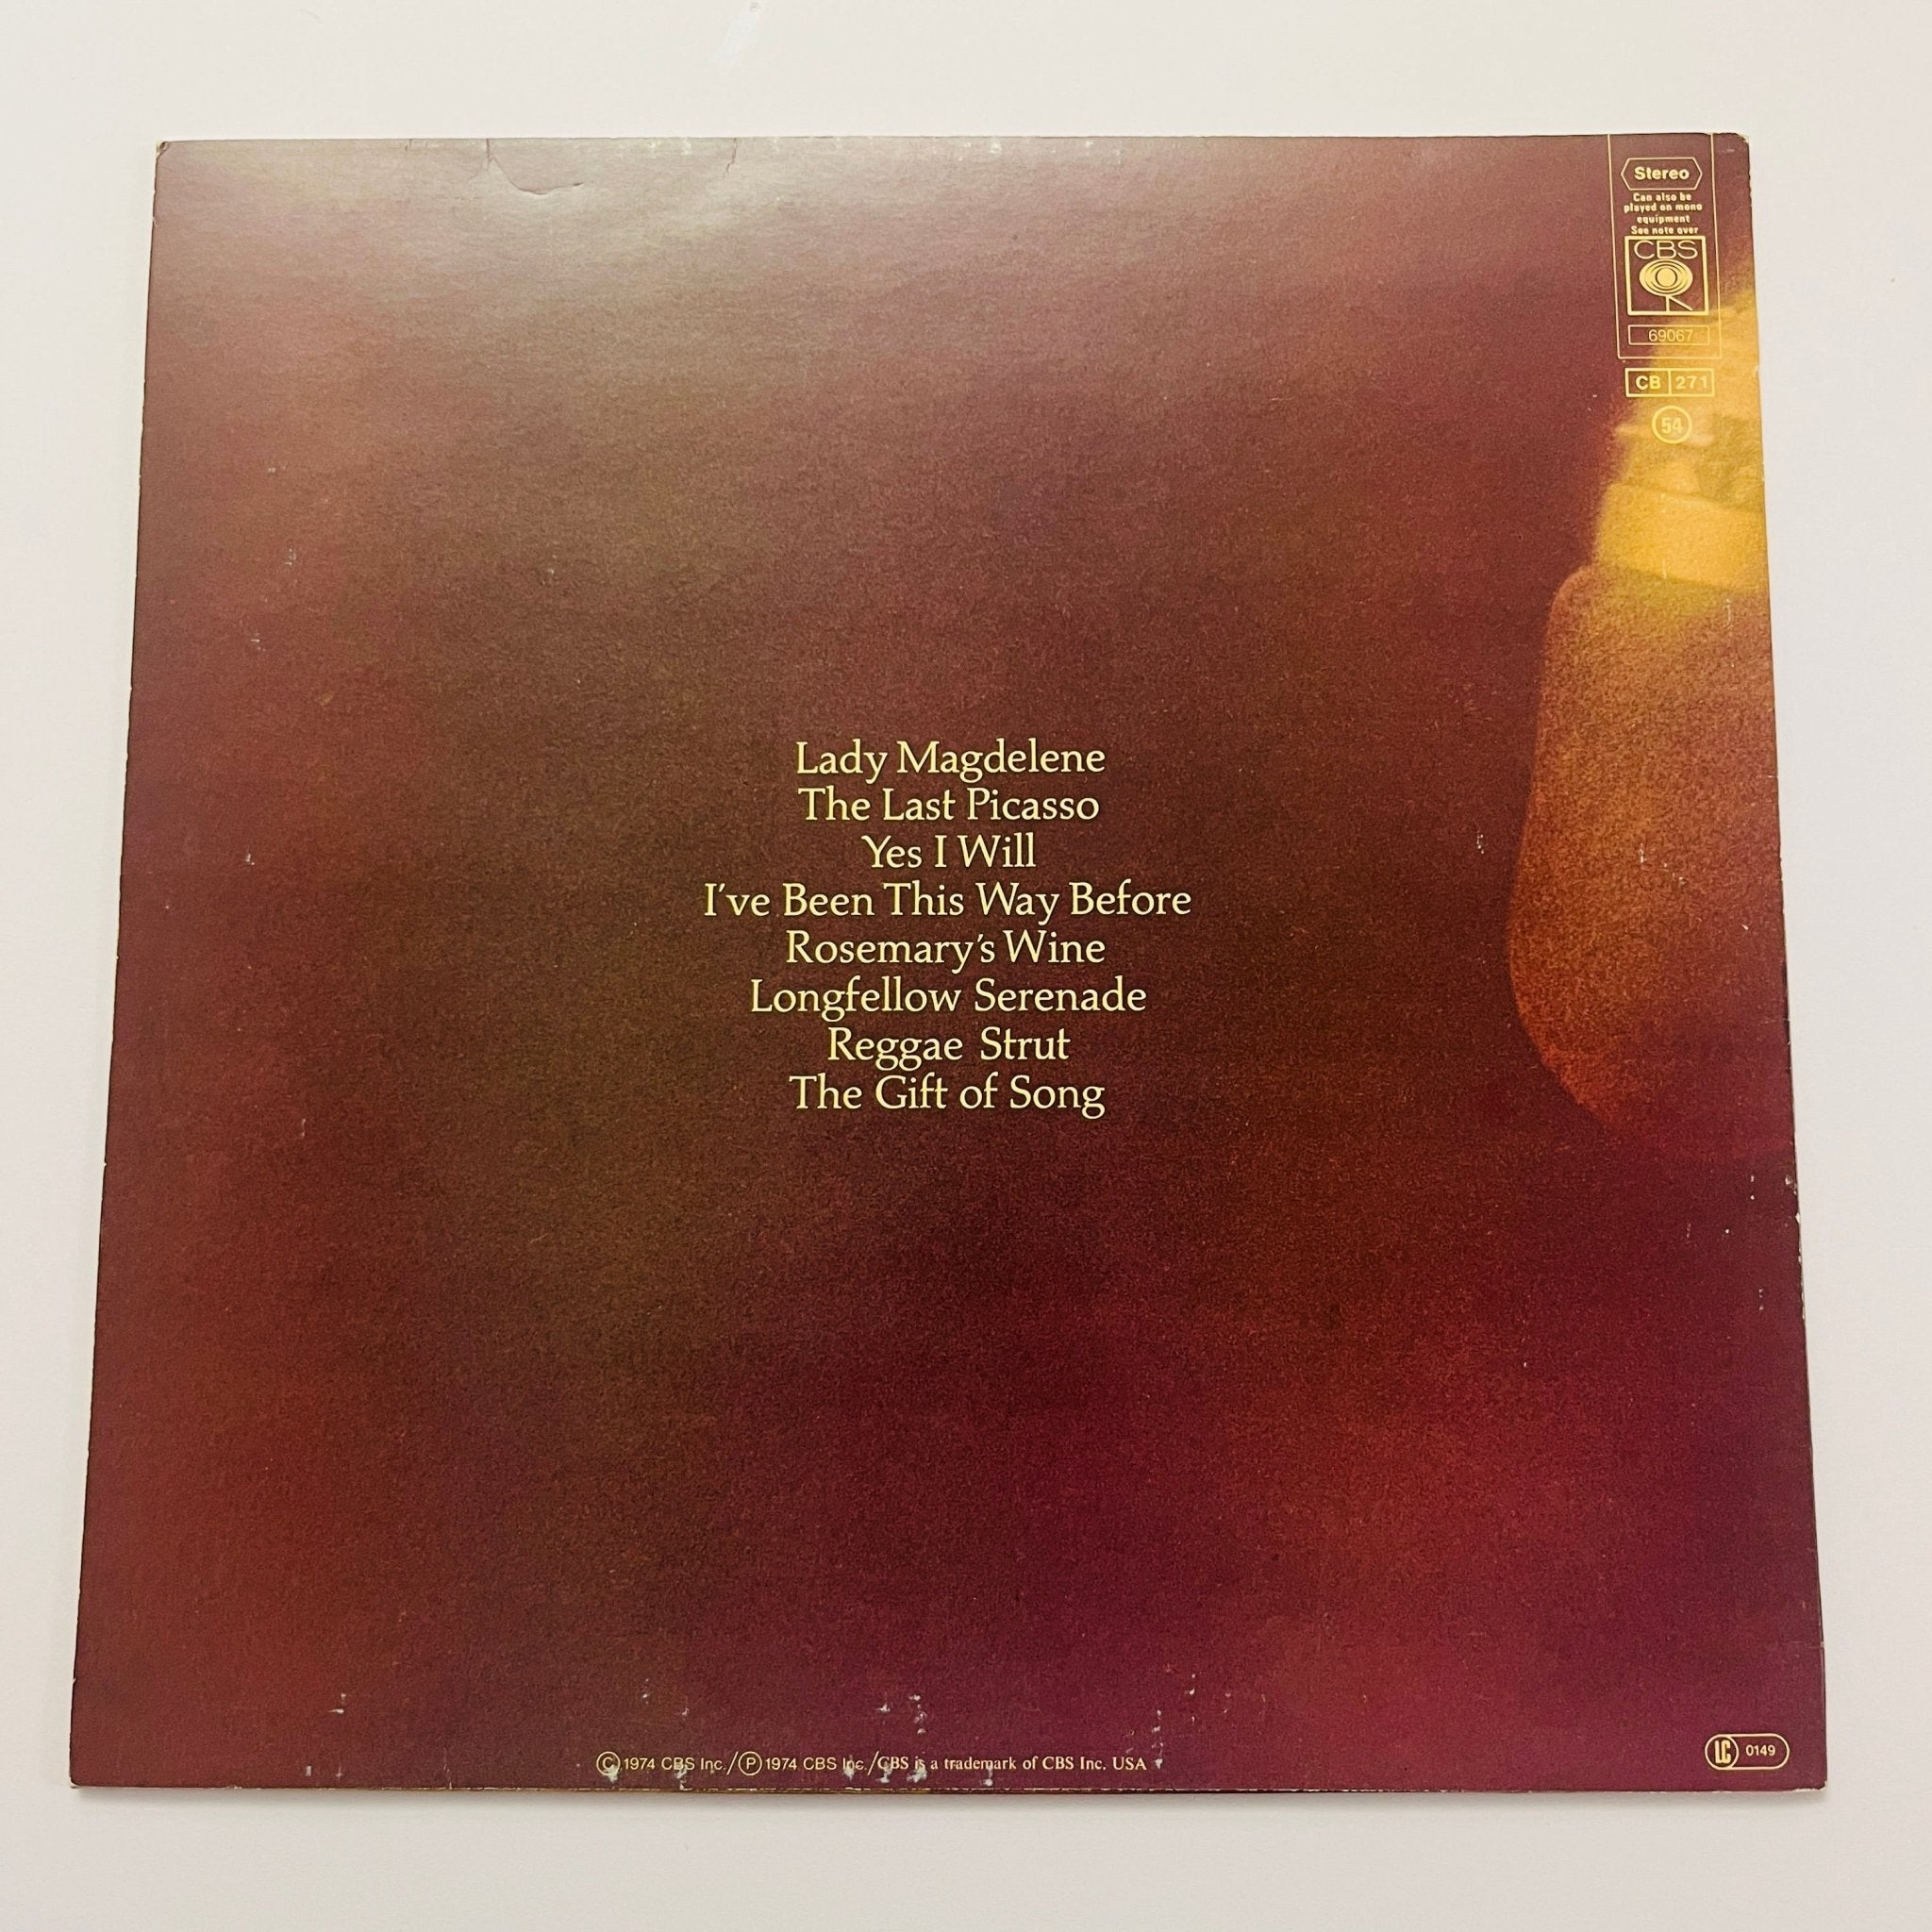 Stereo
Can also be
played on mono
equipment
See note over
CBS
69067
CB 271
54
Lady Magdelene
The Last Picasso
Yes I Will
I've Been This Way Before
Rosemary's Wine
Longfellow Serenade
Reggae Strut
The Gift of Song
Ⓒ 1974 CBS Inc./Ⓟ 1974 CBS Inc./CBS is a trademark of CBS Inc. USA
LC 0149